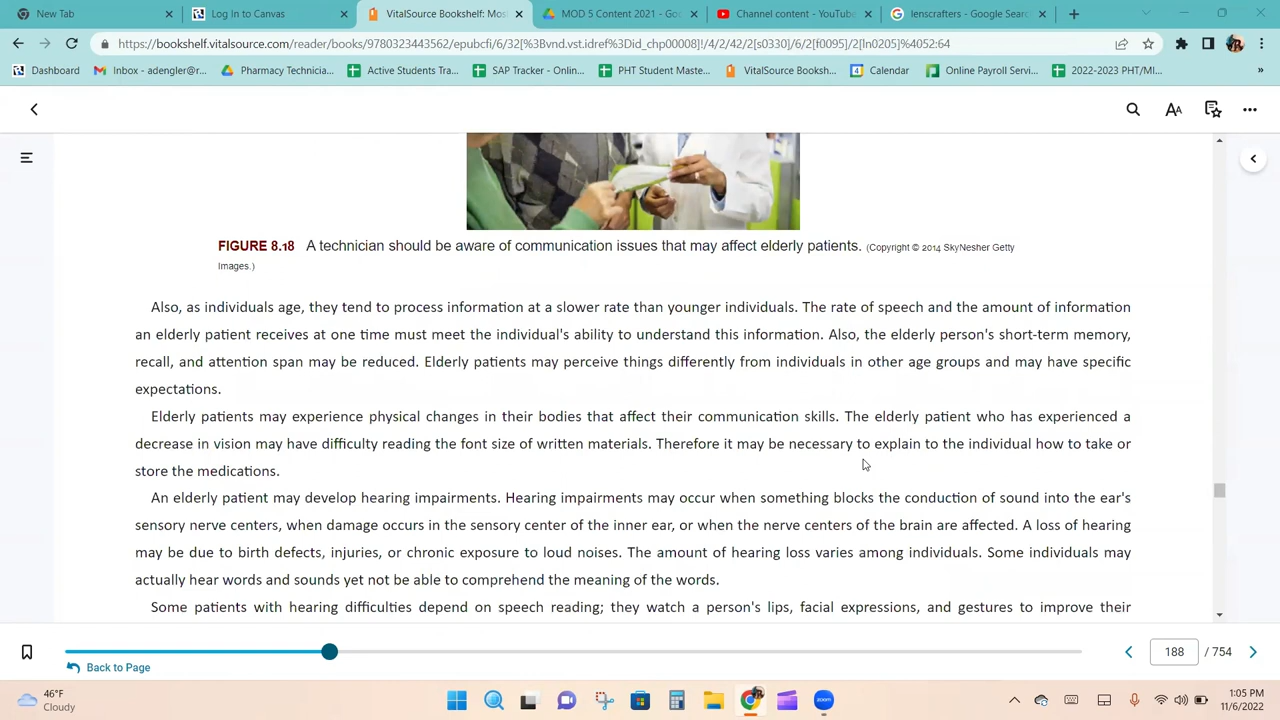 New Tab
Log in to Canvas
VitalSource Bookshelf: Mos
MOD 5 Content 2021 - Go
Channel content - YouTube
lenscrafters - Google Searc
https://bookshelf.vitalsource.com/reader/books/9780323443562/epubcfi/6/32[%3Bvnd.vst.idref%3Did_chp00008]!/4/2/42/2[s0330]/6/2[f0095]/2[ln0205]%4052:64
Dashboard
Inbox - adengler@r...
Pharmacy Technicia...
Active Students Tra...
SAP Tracker - Onlin...
PHT Student Maste...
VitalSource Booksh...
Calendar
Online Payroll Servi...
2022-2023 PHT/MI...
FIGURE 8.18 A technician should be aware of communication issues that may affect elderly patients. (Copyright © 2014 SkyNesher Getty
Images.)
Also, as individuals age, they tend to process information at a slower rate than younger individuals. The rate of speech and the amount of information
an elderly patient receives at one time must meet the individual's ability to understand this information. Also, the elderly person's short-term memory,
recall, and attention span may be reduced. Elderly patients may perceive things differently from individuals in other age groups and may have specific
expectations.
Elderly patients may experience physical changes in their bodies that affect their communication skills. The elderly patient who has experienced a
decrease in vision may have difficulty reading the font size of written materials. Therefore it may be necessary to explain to the individual how to take or
store the medications.
An elderly patient may develop hearing impairments. Hearing impairments may occur when something blocks the conduction of sound into the ear's
sensory nerve centers, when damage occurs in the sensory center of the inner ear, or when the nerve centers of the brain are affected. A loss of hearing
may be due to birth defects, injuries, or chronic exposure to loud noises. The amount of hearing loss varies among individuals. Some individuals may
actually hear words and sounds yet not be able to comprehend the meaning of the words.
Some patients with hearing difficulties depend on speech reading; they watch a person's lips, facial expressions, and gestures to improve their
188 / 754
Back to Page
46°F
Cloudy
1:05 PM
11/6/2022